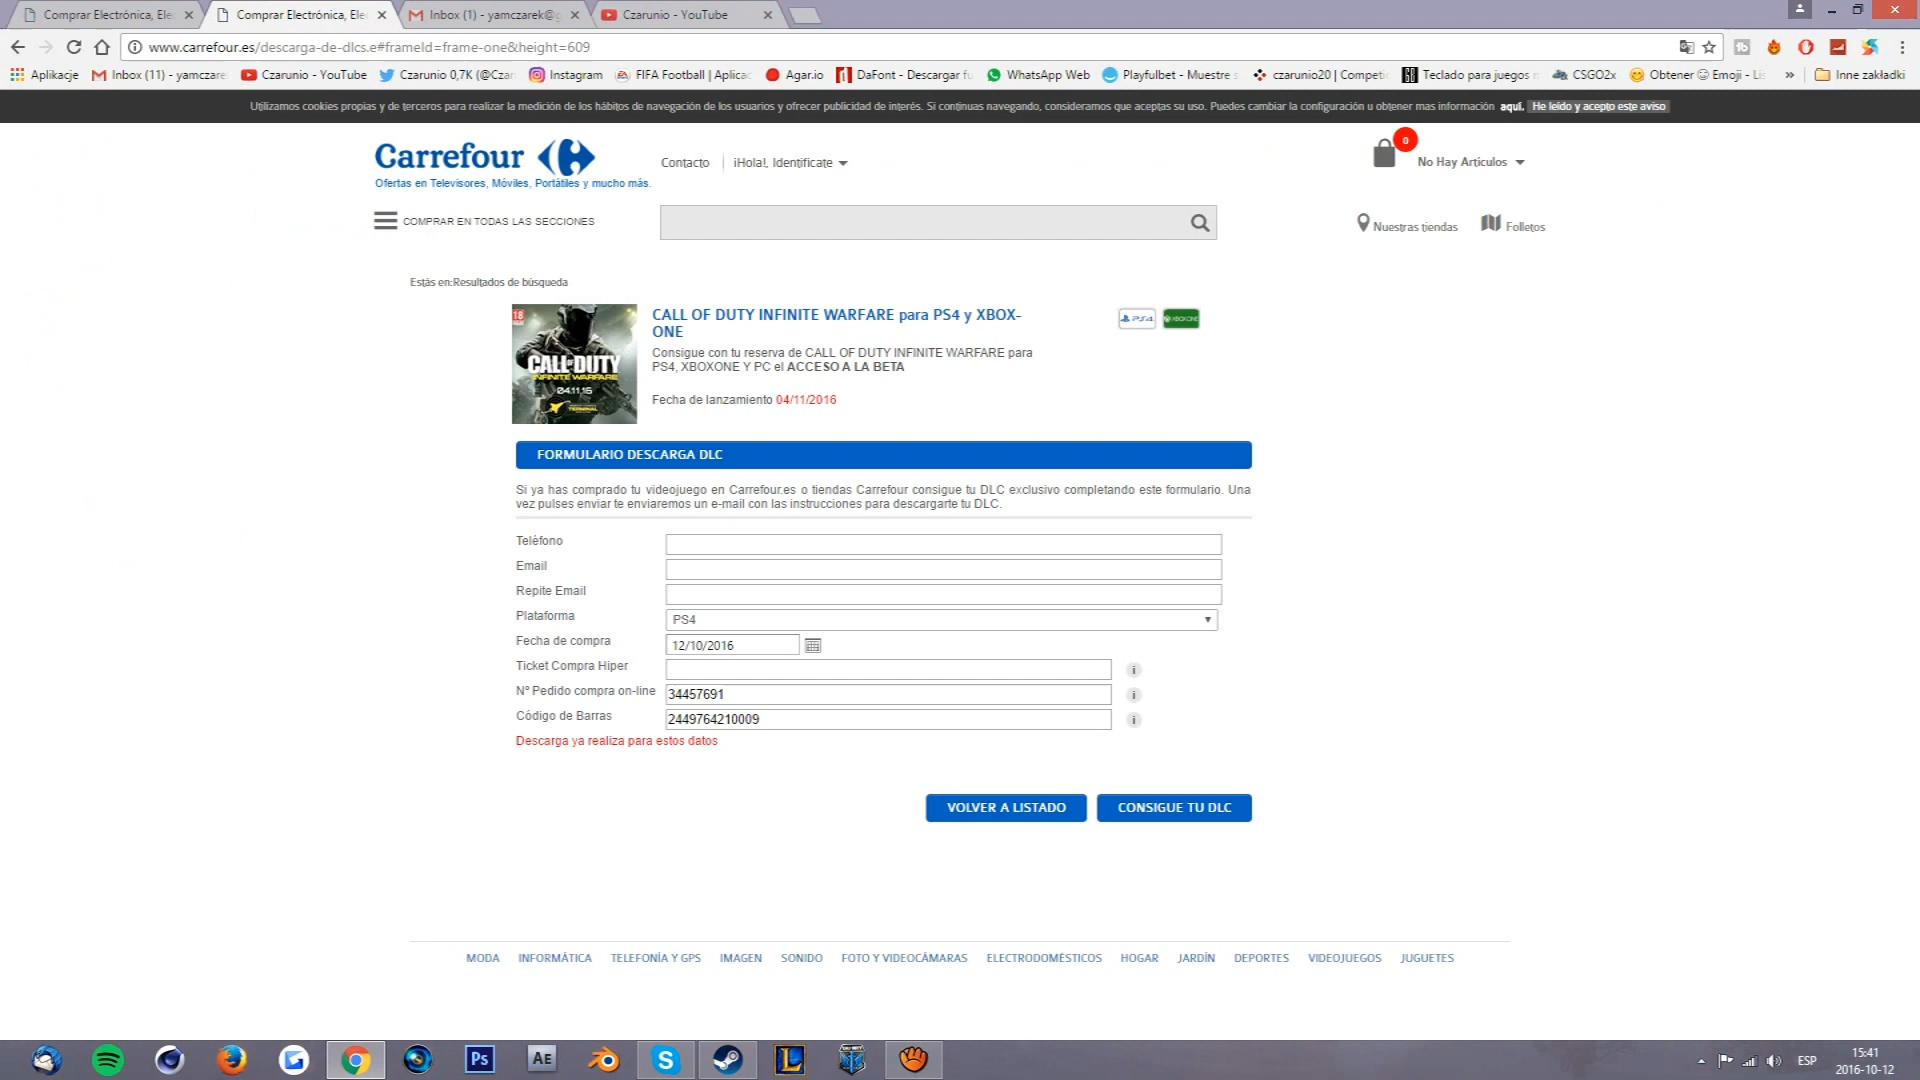 Comprar Electrónica, Ele
Comprar Electrónica, Ele
Inbox (1) - yamczarek@g
Czarunio - YouTube
www.carrefour.es/descarga-de-dlcs.e#frameId=frame-one&height=609
Aplikacje
Inbox (11) - yamczare
Czarunio - YouTube
Czarunio 0,7K (@Czar
Instagram
FIFA Football | Aplica
Agar.io
DaFont - Descargar fu
WhatsApp Web
Playfulbet - Muestre s
czarunio20 | Competi
Teclado para juegos
CSGO2x
Obtener Emoji - Lis
»
Inne zakładki
Utilizamos cookies propias y de terceros para realizar la medición de los hábitos de navegación de los usuarios y ofrecer publicidad de interés. Si continuas navegando, consideramos que aceptas su uso. Puedes cambiar la configuración u obtener mas información aquí. He leído y acepto este aviso
Carrefour
Ofertas en Televisores, Móviles, Portátiles y mucho más.
Contacto
¡Hola!, Identifícate
0
No Hay Artículos
COMPRAR EN TODAS LAS SECCIONES
Nuestras tiendas
Folletos
Estás en:Resultados de búsqueda
18
CALL OF DUTY
INFINITE WARFARE
04.11.16
TERMINAL
CALL OF DUTY INFINITE WARFARE para PS4 y XBOX-
ONE
PS4
XBOX ONE
Consigue con tu reserva de CALL OF DUTY INFINITE WARFARE para
PS4, XBOXONE Y PC el ACCESO A LA BETA
Fecha de lanzamiento 04/11/2016
FORMULARIO DESCARGA DLC
Si ya has comprado tu videojuego en Carrefour.es o tiendas Carrefour consigue tu DLC exclusivo completando este formulario. Una
vez pulses enviar te enviaremos un e-mail con las instrucciones para descargarte tu DLC.
Teléfono
Email
Repite Email
Plataforma
PS4
Fecha de compra
12/10/2016
Ticket Compra Hiper
i
Nº Pedido compra on-line
34457691
i
Código de Barras
2449764210009
i
Descarga ya realiza para estos datos
VOLVER A LISTADO
CONSIGUE TU DLC
MODA
INFORMÁTICA
TELEFONÍA Y GPS
IMAGEN
SONIDO
FOTO Y VIDEOCÁMARAS
ELECTRODOMÉSTICOS
HOGAR
JARDÍN
DEPORTES
VIDEOJUEGOS
JUGUETES
Ps
AE
S
L
ESP
15:41
2016-10-12